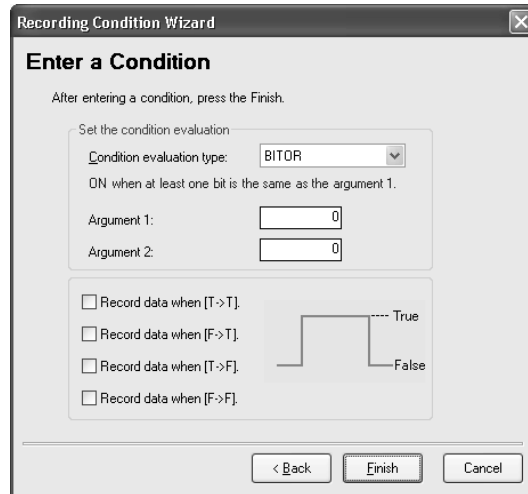 Recording Condition Wizard
Enter a Condition
After entering a condition, press the Finish.
Set the condition evaluation
Condition evaluation type: BITOR
ON when at least one bit is the same as the argument 1.
Argument 1: 0
Argument 2: 0
Record data when [T->T].
Record data when [F->T].
Record data when [T->F].
Record data when [F->F].
True
False
< Back Finish Cancel